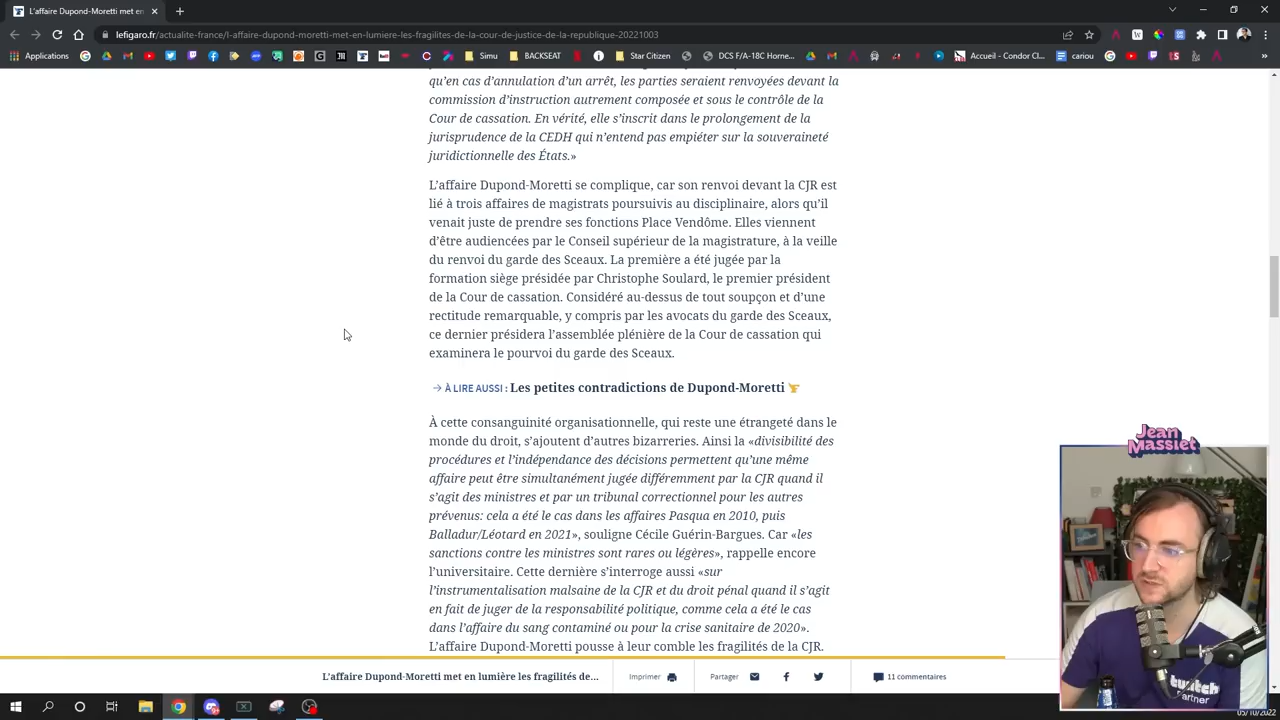 L'affaire Dupond-Moretti met en
lefigaro.fr/actualite-france/l-affaire-dupond-moretti-met-en-lumiere-les-fragilites-de-la-cour-de-justice-de-la-republique-20221003
Applications
Simu
BACKSEAT
Star Citizen
DCS F/A-18C Horne...
Accueil - Condor Cl...
cariou
Autres favoris
qu'en cas d'annulation d'un arrêt, les parties seraient renvoyées devant la
commission d'instruction autrement composée et sous le contrôle de la
Cour de cassation. En vérité, elle s'inscrit dans le prolongement de la
jurisprudence de la CEDH qui n'entend pas empiéter sur la souveraineté
juridictionnelle des États.»
L'affaire Dupond-Moretti se complique, car son renvoi devant la CJR est
lié à trois affaires de magistrats poursuivis au disciplinaire, alors qu'il
venait juste de prendre ses fonctions Place Vendôme. Elles viennent
d'être audiencées par le Conseil supérieur de la magistrature, à la veille
du renvoi du garde des Sceaux. La première a été jugée par la
formation siège présidée par Christophe Soulard, le premier président
de la Cour de cassation. Considéré au-dessus de tout soupçon et d'une
rectitude remarquable, y compris par les avocats du garde des Sceaux,
ce dernier présidera l'assemblée plénière de la Cour de cassation qui
examinera le pourvoi du garde des Sceaux.
→ À LIRE AUSSI : Les petites contradictions de Dupond-Moretti
À cette consanguinité organisationnelle, qui reste une étrangeté dans le
monde du droit, s'ajoutent d'autres bizarreries. Ainsi la «divisibilité des
procédures et l'indépendance des décisions permettent qu'une même
affaire peut être simultanément jugée différemment par la CJR quand il
s'agit des ministres et par un tribunal correctionnel pour les autres
prévenus: cela a été le cas dans les affaires Pasqua en 2010, puis
Balladur/Léotard en 2021», souligne Cécile Guérin-Bargues. Car «les
sanctions contre les ministres sont rares ou légères», rappelle encore
l'universitaire. Cette dernière s'interroge aussi «sur
l'instrumentalisation malsaine de la CJR et du droit pénal quand il s'agit
en fait de juger de la responsabilité politique, comme cela a été le cas
dans l'affaire du sang contaminé ou pour la crise sanitaire de 2020».
L'affaire Dupond-Moretti pousse à leur comble les fragilités de la CJR.
Jean
Massiet
twitch
Partner
L'affaire Dupond-Moretti met en lumière les fragilités de...
Imprimer
Partager
11 commentaires
05/10/2022